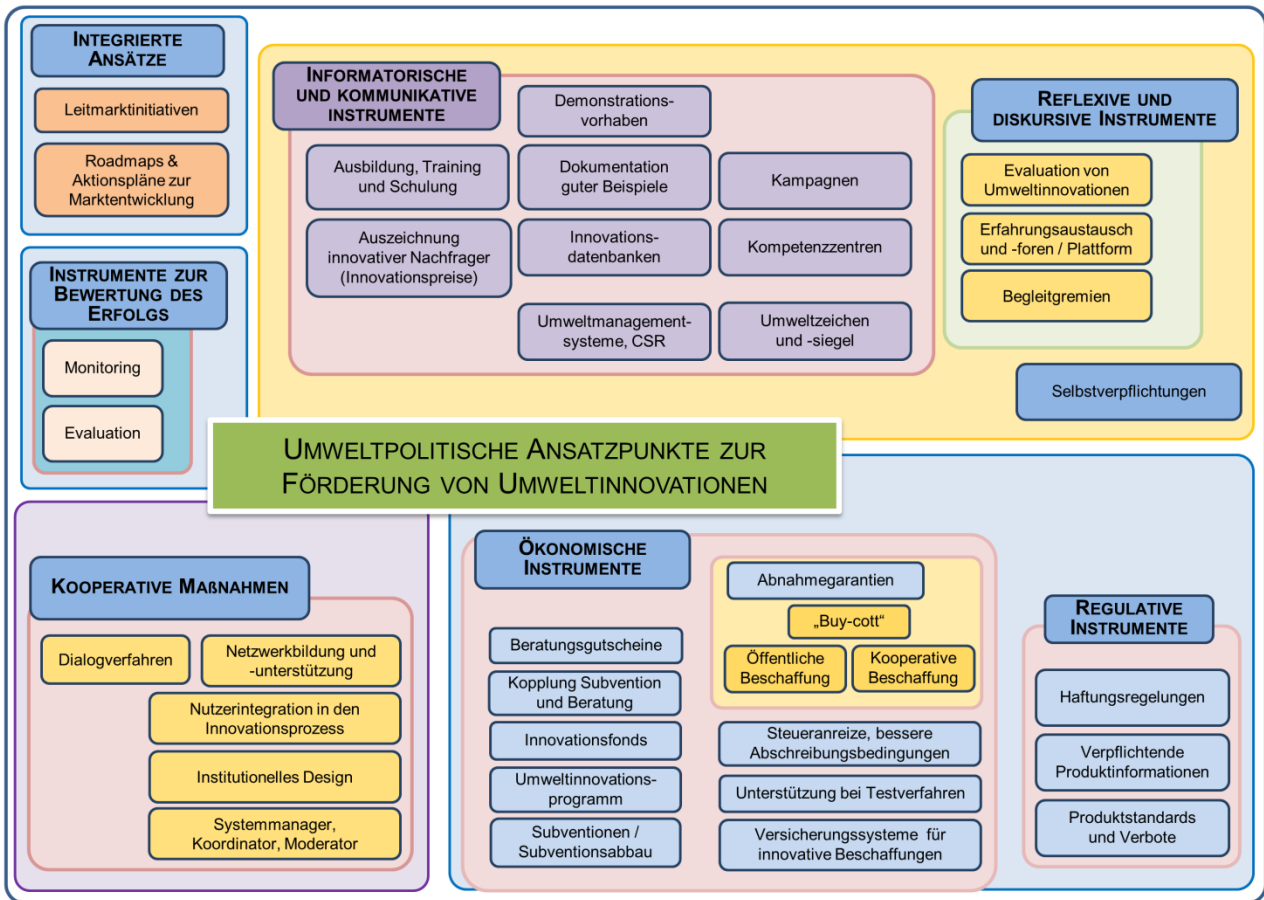 INTEGRIERTE
ANSÄTZE
Leitmarktinitiativen
Roadmaps &
Aktionspläne zur
Marktentwicklung
INFORMATORISCHE
UND KOMMUNIKATIVE
INSTRUMENTE
Demonstrations-
vorhaben
Ausbildung, Training
und Schulung
Dokumentation
guter Beispiele
Kampagnen
Auszeichnung
innovativer Nachfrager
(Innovationspreise)
Innovations-
datenbanken
Kompetenzzentren
Umweltmanagement-
systeme, CSR
Umweltzeichen
und -siegel
REFLEXIVE UND
DISKURSIVE INSTRUMENTE
Evaluation von
Umweltinnovationen
Erfahrungsaustausch
und -foren / Plattform
Begleitgremien
Selbstverpflichtungen
INSTRUMENTE ZUR
BEWERTUNG DES
ERFOLGS
Monitoring
Evaluation
UMWELTPOLITISCHE ANSATZPUNKTE ZUR
FÖRDERUNG VON UMWELTINNOVATIONEN
KOOPERATIVE MAßNAHMEN
Dialogverfahren
Netzwerkbildung und
-unterstützung
Nutzerintegration in den
Innovationsprozess
Institutionelles Design
Systemmanager,
Koordinator, Moderator
ÖKONOMISCHE
INSTRUMENTE
Beratungsgutscheine
Kopplung Subvention
und Beratung
Innovationsfonds
Umweltinnovations-
programm
Subventionen /
Subventionsabbau
Abnahmegarantien
„Buy-cott“
Öffentliche
Beschaffung
Kooperative
Beschaffung
Steueranreize, bessere
Abschreibungsbedingungen
Unterstützung bei Testverfahren
Versicherungssysteme für
innovative Beschaffungen
REGULATIVE
INSTRUMENTE
Haftungsregelungen
Verpflichtende
Produktinformationen
Produktstandards
und Verbote